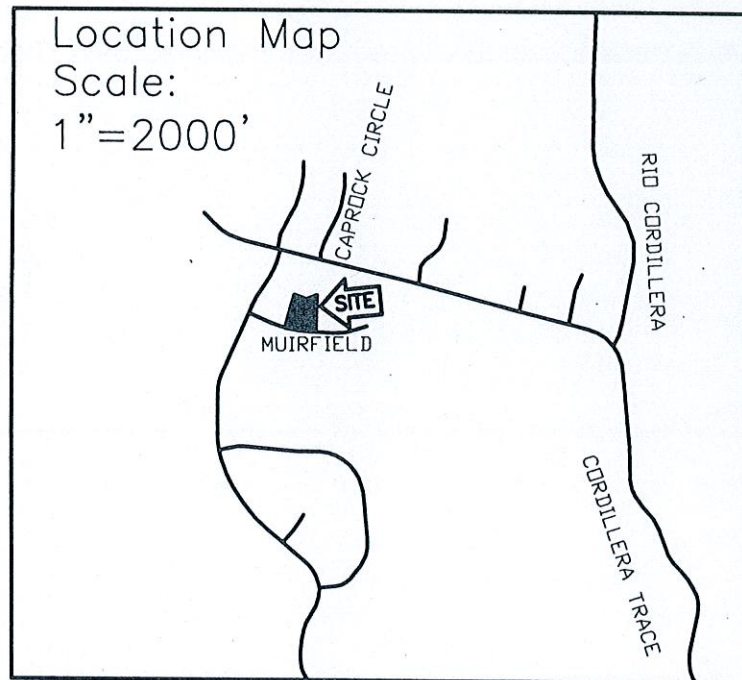 Location Map
Scale:
1"=2000'
CAPROCK CIRCLE
RIO CORDILLERA
SITE
MUIRFIELD
CORDILLERA TRACE